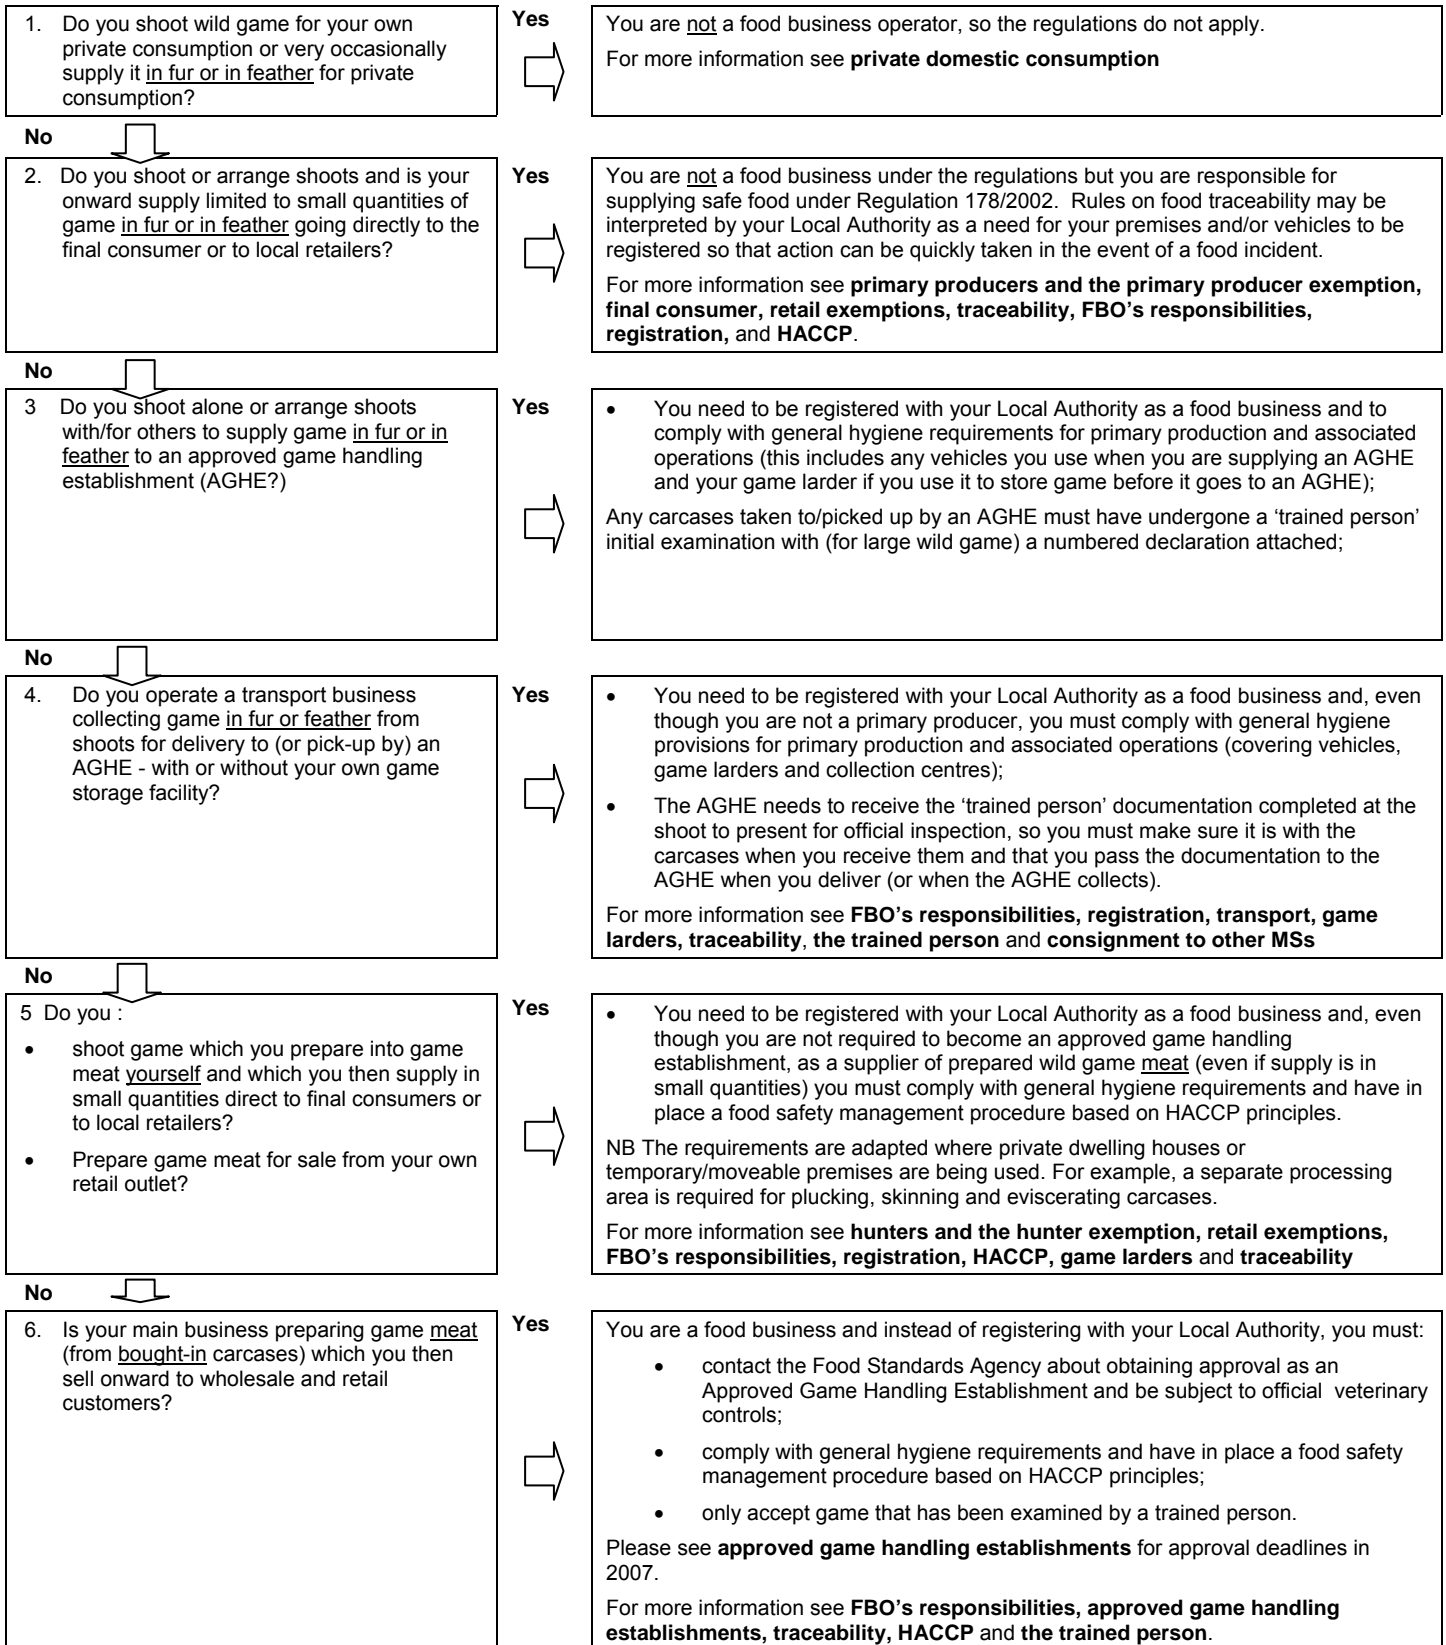 1. Do you shoot wild game for your own
private consumption or very occasionally
supply it in fur or in feather for private
consumption?
Yes
You are not a food business operator, so the regulations do not apply.
For more information see private domestic consumption
No
2. Do you shoot or arrange shoots and is your
onward supply limited to small quantities of
game in fur or in feather going directly to the
final consumer or to local retailers?
Yes
You are not a food business under the regulations but you are responsible for
supplying safe food under Regulation 178/2002. Rules on food traceability may be
interpreted by your Local Authority as a need for your premises and/or vehicles to be
registered so that action can be quickly taken in the event of a food incident.
For more information see primary producers and the primary producer exemption,
final consumer, retail exemptions, traceability, FBO’s responsibilities,
registration, and HACCP.
No
3 Do you shoot alone or arrange shoots
with/for others to supply game in fur or in
feather to an approved game handling
establishment (AGHE?)
Yes
• You need to be registered with your Local Authority as a food business and to
comply with general hygiene requirements for primary production and associated
operations (this includes any vehicles you use when you are supplying an AGHE
and your game larder if you use it to store game before it goes to an AGHE);
Any carcases taken to/picked up by an AGHE must have undergone a ‘trained person’
initial examination with (for large wild game) a numbered declaration attached;
No
4. Do you operate a transport business
collecting game in fur or feather from
shoots for delivery to (or pick-up by) an
AGHE - with or without your own game
storage facility?
Yes
• You need to be registered with your Local Authority as a food business and, even
though you are not a primary producer, you must comply with general hygiene
provisions for primary production and associated operations (covering vehicles,
game larders and collection centres);
• The AGHE needs to receive the ‘trained person’ documentation completed at the
shoot to present for official inspection, so you must make sure it is with the
carcases when you receive them and that you pass the documentation to the
AGHE when you deliver (or when the AGHE collects).
For more information see FBO’s responsibilities, registration, transport, game
larders, traceability, the trained person and consignment to other MSs
No
5 Do you :
• shoot game which you prepare into game
meat yourself and which you then supply in
small quantities direct to final consumers or
to local retailers?
• Prepare game meat for sale from your own
retail outlet?
Yes
• You need to be registered with your Local Authority as a food business and, even
though you are not required to become an approved game handling
establishment, as a supplier of prepared wild game meat (even if supply is in
small quantities) you must comply with general hygiene requirements and have in
place a food safety management procedure based on HACCP principles.
NB The requirements are adapted where private dwelling houses or
temporary/moveable premises are being used. For example, a separate processing
area is required for plucking, skinning and eviscerating carcases.
For more information see hunters and the hunter exemption, retail exemptions,
FBO’s responsibilities, registration, HACCP, game larders and traceability
No
6. Is your main business preparing game meat
(from bought-in carcases) which you then
sell onward to wholesale and retail
customers?
Yes
You are a food business and instead of registering with your Local Authority, you must:
• contact the Food Standards Agency about obtaining approval as an
Approved Game Handling Establishment and be subject to official veterinary
controls;
• comply with general hygiene requirements and have in place a food safety
management procedure based on HACCP principles;
• only accept game that has been examined by a trained person.
Please see approved game handling establishments for approval deadlines in
2007.
For more information see FBO’s responsibilities, approved game handling
establishments, traceability, HACCP and the trained person.